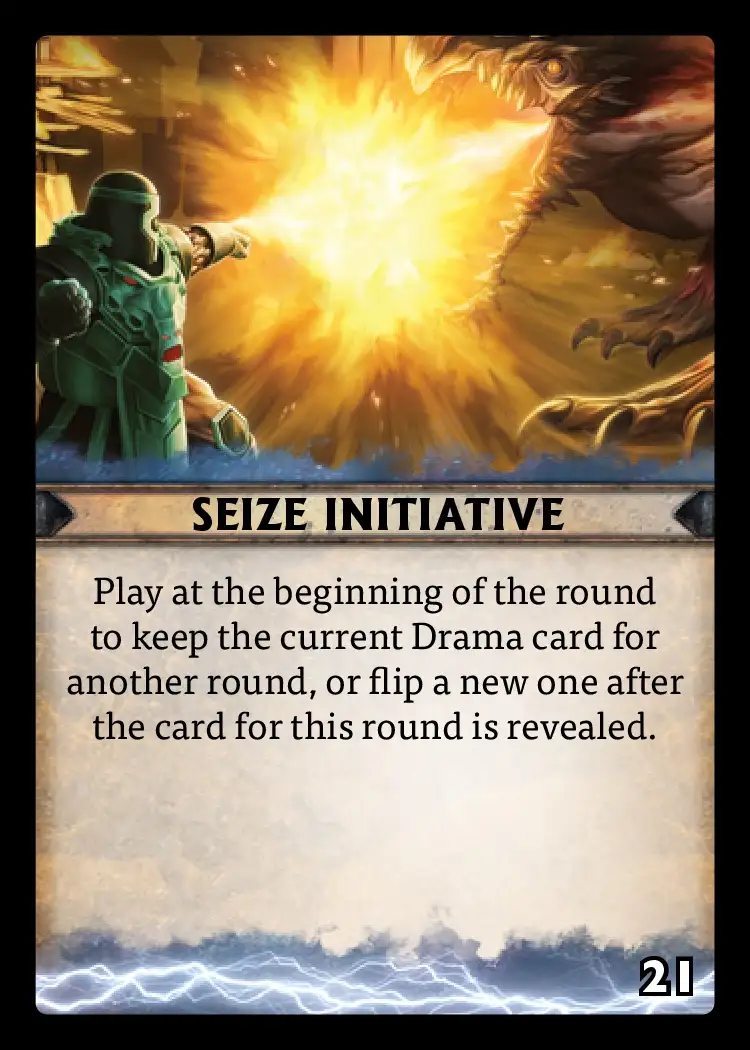 SEIZE INITIATIVE
Play at the beginning of the round
to keep the current Drama card for
another round, or flip a new one after
the card for this round is revealed.
21